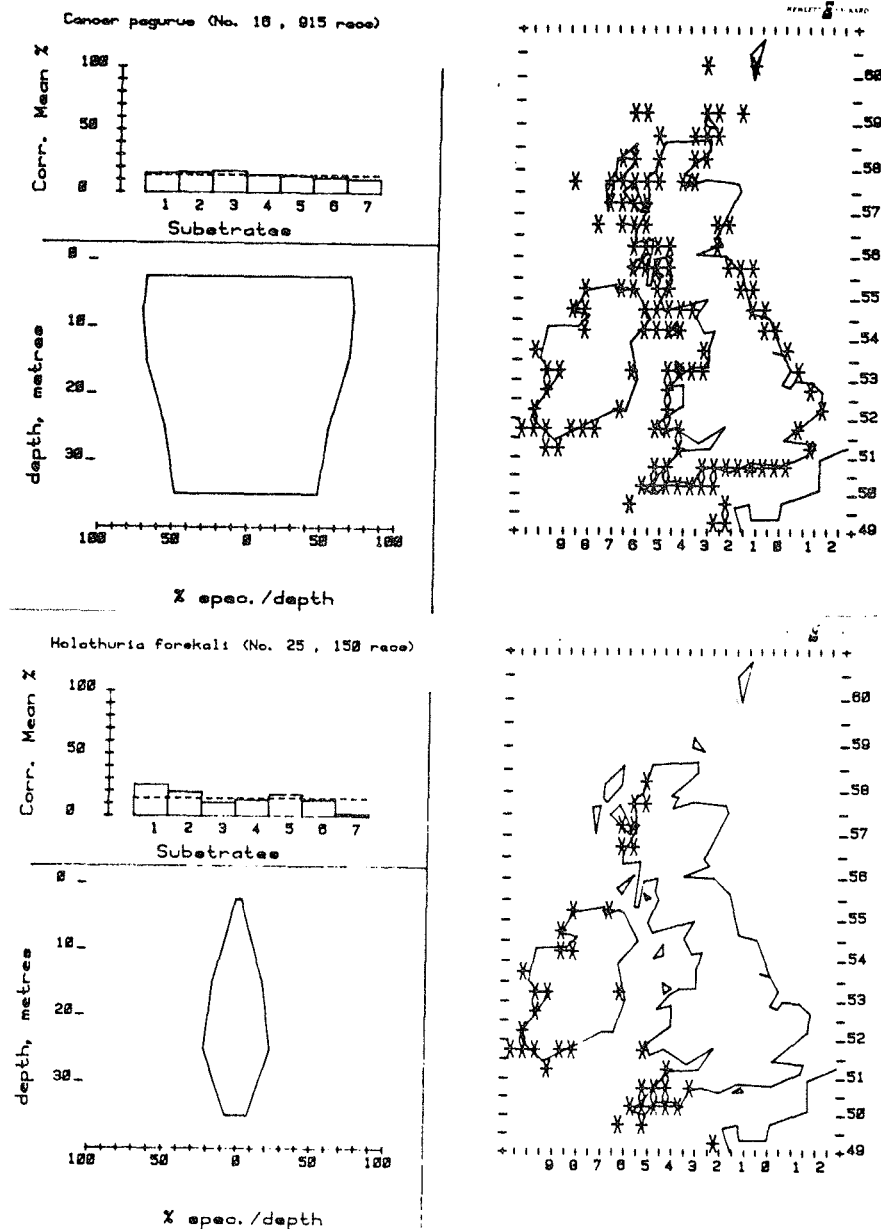 Cancer pagurus (No. 16 , 915 recs)
HEWLETT PACKARD
Corr. Mean %
100
50
0
1 2 3 4 5 6 7
Substrates
depth, metres
0
10
20
30
100 50 0 50 100
% spec./depth
60
59
58
57
56
55
54
53
52
51
50
49
9 8 7 6 5 4 3 2 1 0 1 2
Holothuria forskali (No. 25 , 150 recs)
Corr. Mean %
100
50
0
1 2 3 4 5 6 7
Substrates
depth, metres
0
10
20
30
100 50 0 50 100
% spec./depth
60
59
58
57
56
55
54
53
52
51
50
49
9 8 7 6 5 4 3 2 1 0 1 2